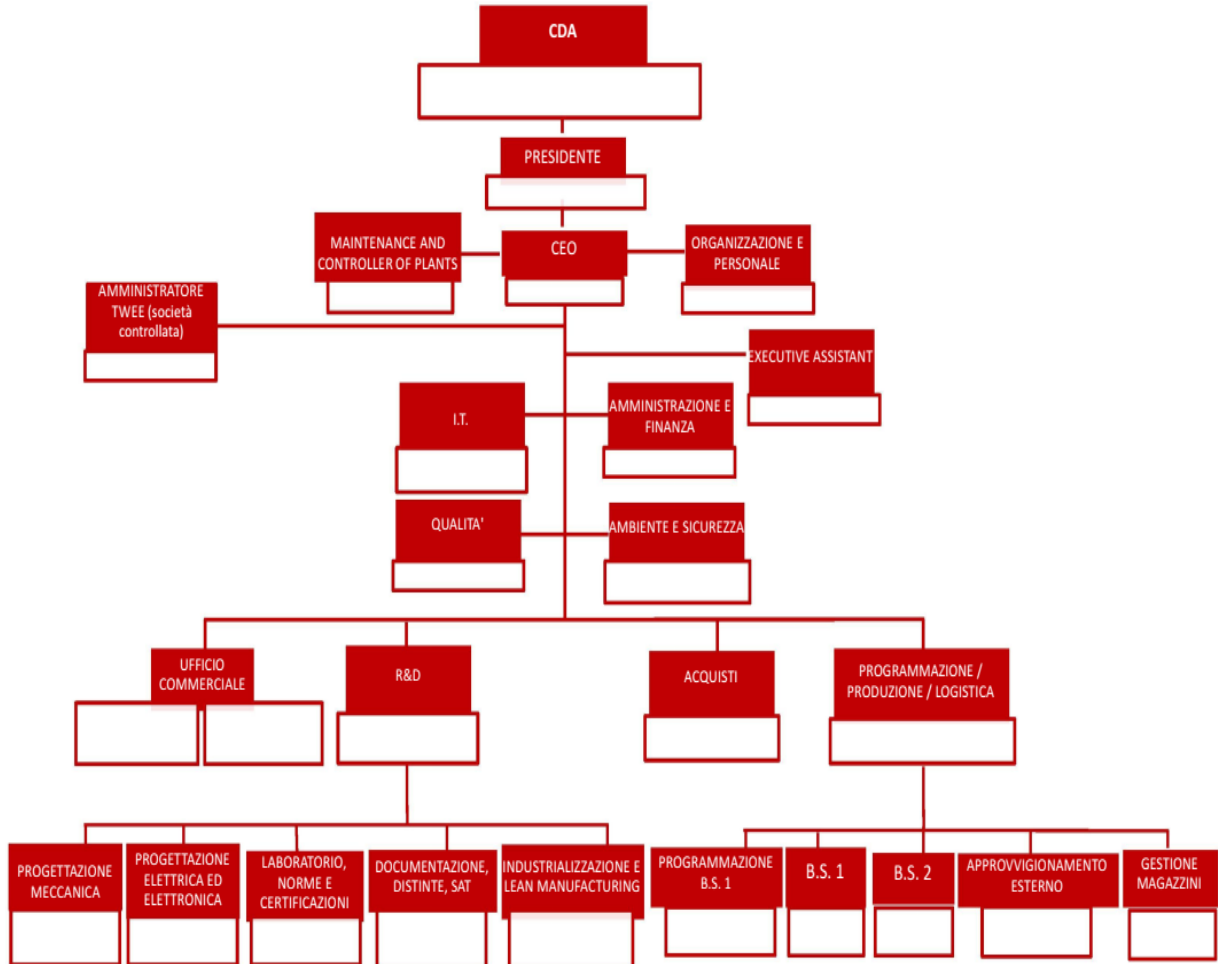 CDA
PRESIDENTE
MAINTENANCE AND
CONTROLLER OF PLANTS
CEO
ORGANIZZAZIONE E
PERSONALE
AMMINISTRATORE
TWEE (società
controllata)
EXECUTIVE ASSISTANT
I.T.
AMMINISTRAZIONE E
FINANZA
QUALITA'
AMBIENTE E SICUREZZA
UFFICIO
COMMERCIALE
R&D
ACQUISTI
PROGRAMMAZIONE /
PRODUZIONE / LOGISTICA
PROGETTAZIONE
MECCANICA
PROGETTAZIONE
ELETTRICA ED
ELETTRONICA
LABORATORIO,
NORME E
CERTIFICAZIONI
DOCUMENTAZIONE,
DISTINTE, SAT
INDUSTRIALIZZAZIONE E
LEAN MANUFACTURING
PROGRAMMAZIONE
B.S. 1
B.S. 1
B.S. 2
APPROVVIGIONAMENTO
ESTERNO
GESTIONE
MAGAZZINI